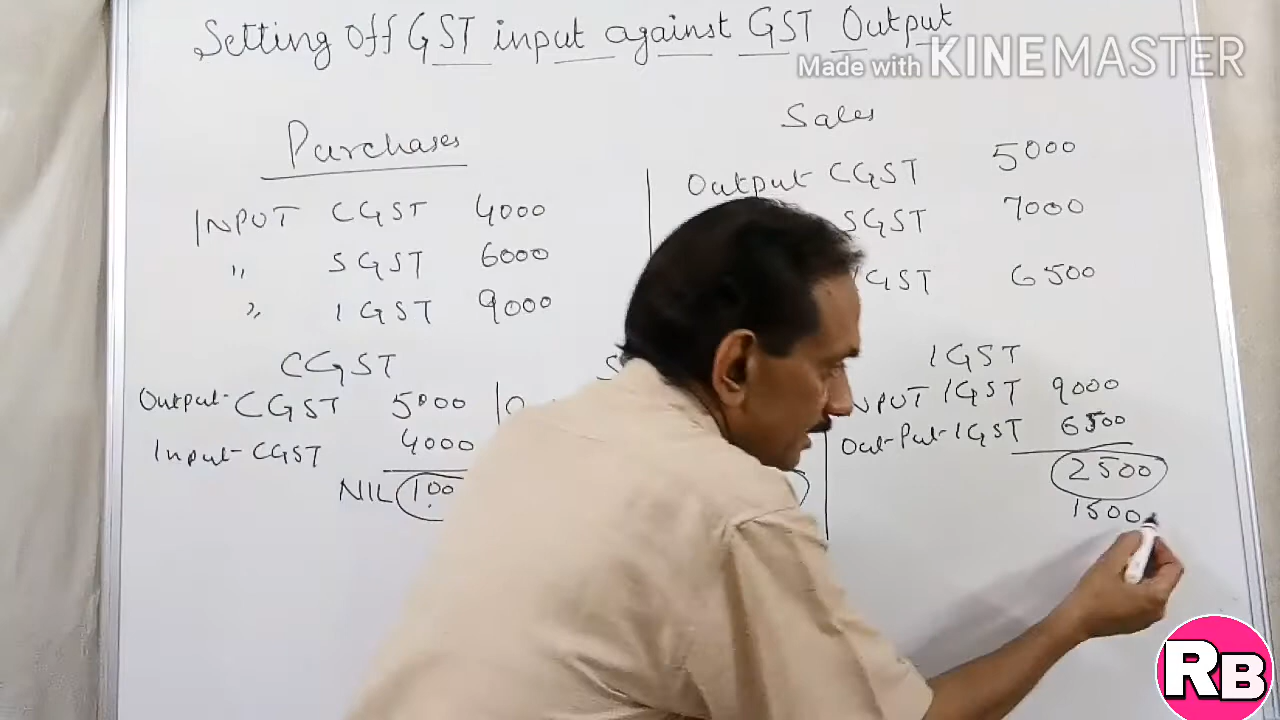 Setting off GST input against GST Output
Made with KINEMASTER
Purchases
INPUT CGST 4000
" SGST 6000
" IGST 9000
Sales
Output CGST 5000
SGST 7000
IGST 6500
CGST
Output- CGST 5000
Input- CGST 4000
NIL 100
IGST
INPUT IGST 9000
Out-Put-IGST 6500
2500
1500
RB